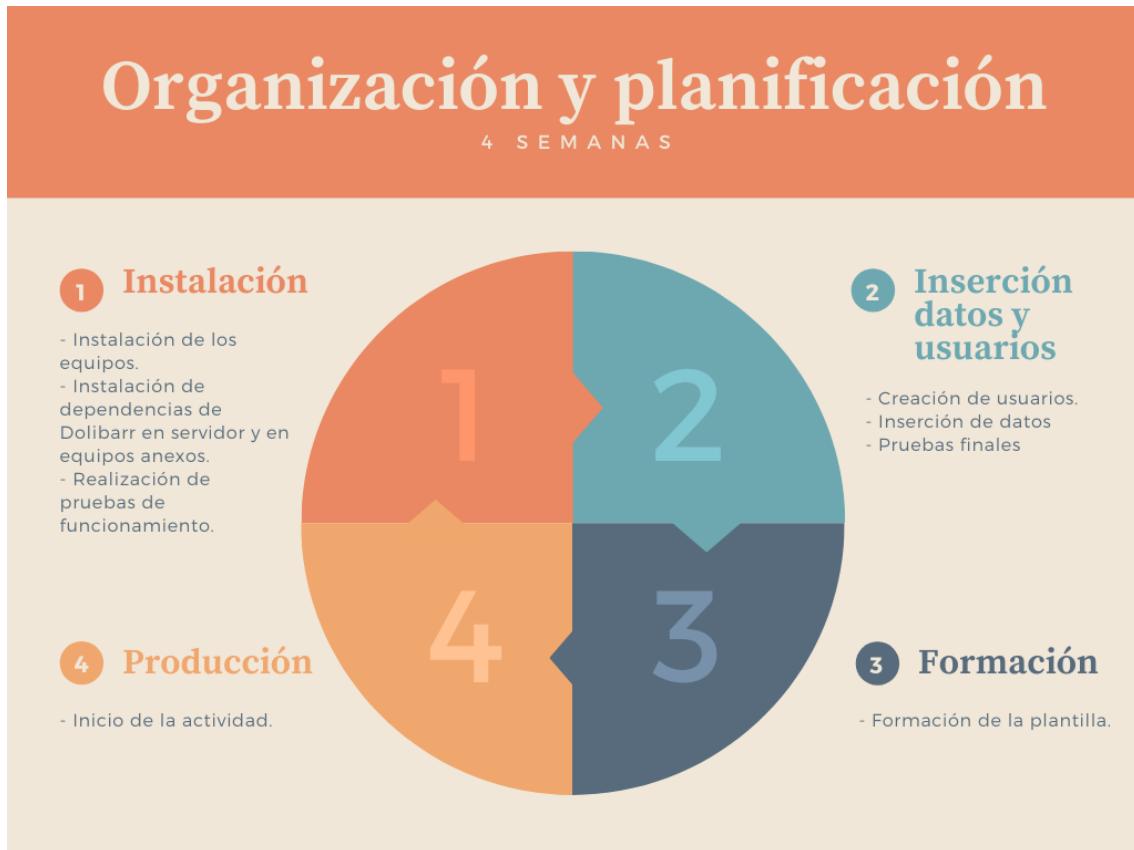 Organización y planificación
4 SEMANAS
1 Instalación
- Instalación de los
equipos.
- Instalación de
dependencias de
Dolibarr en servidor y en
equipos anexos.
- Realización de
pruebas de
funcionamiento.
1
2
2 Inserción
datos y
usuarios
- Creación de usuarios.
- Inserción de datos
- Pruebas finales
4
3
3 Formación
- Formación de la plantilla.
4 Producción
- Inicio de la actividad.